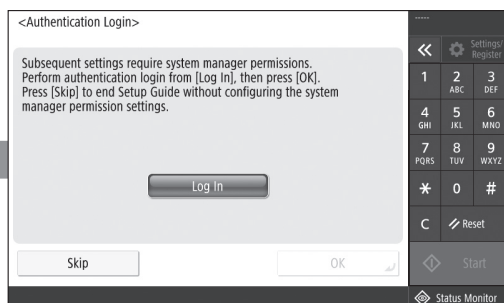 <Authentication Login>
Subsequent settings require system manager permissions.
Perform authentication login from [Log In], then press [OK].
Press [Skip] to end Setup Guide without configuring the system
manager permission settings.
Log In
Skip
OK
-----
Settings/
Register
1
2
ABC
3
DEF
4
GHI
5
JKL
6
MNO
7
PQRS
8
TUV
9
WXYZ
*
0
#
C
Reset
Start
Status Monitor